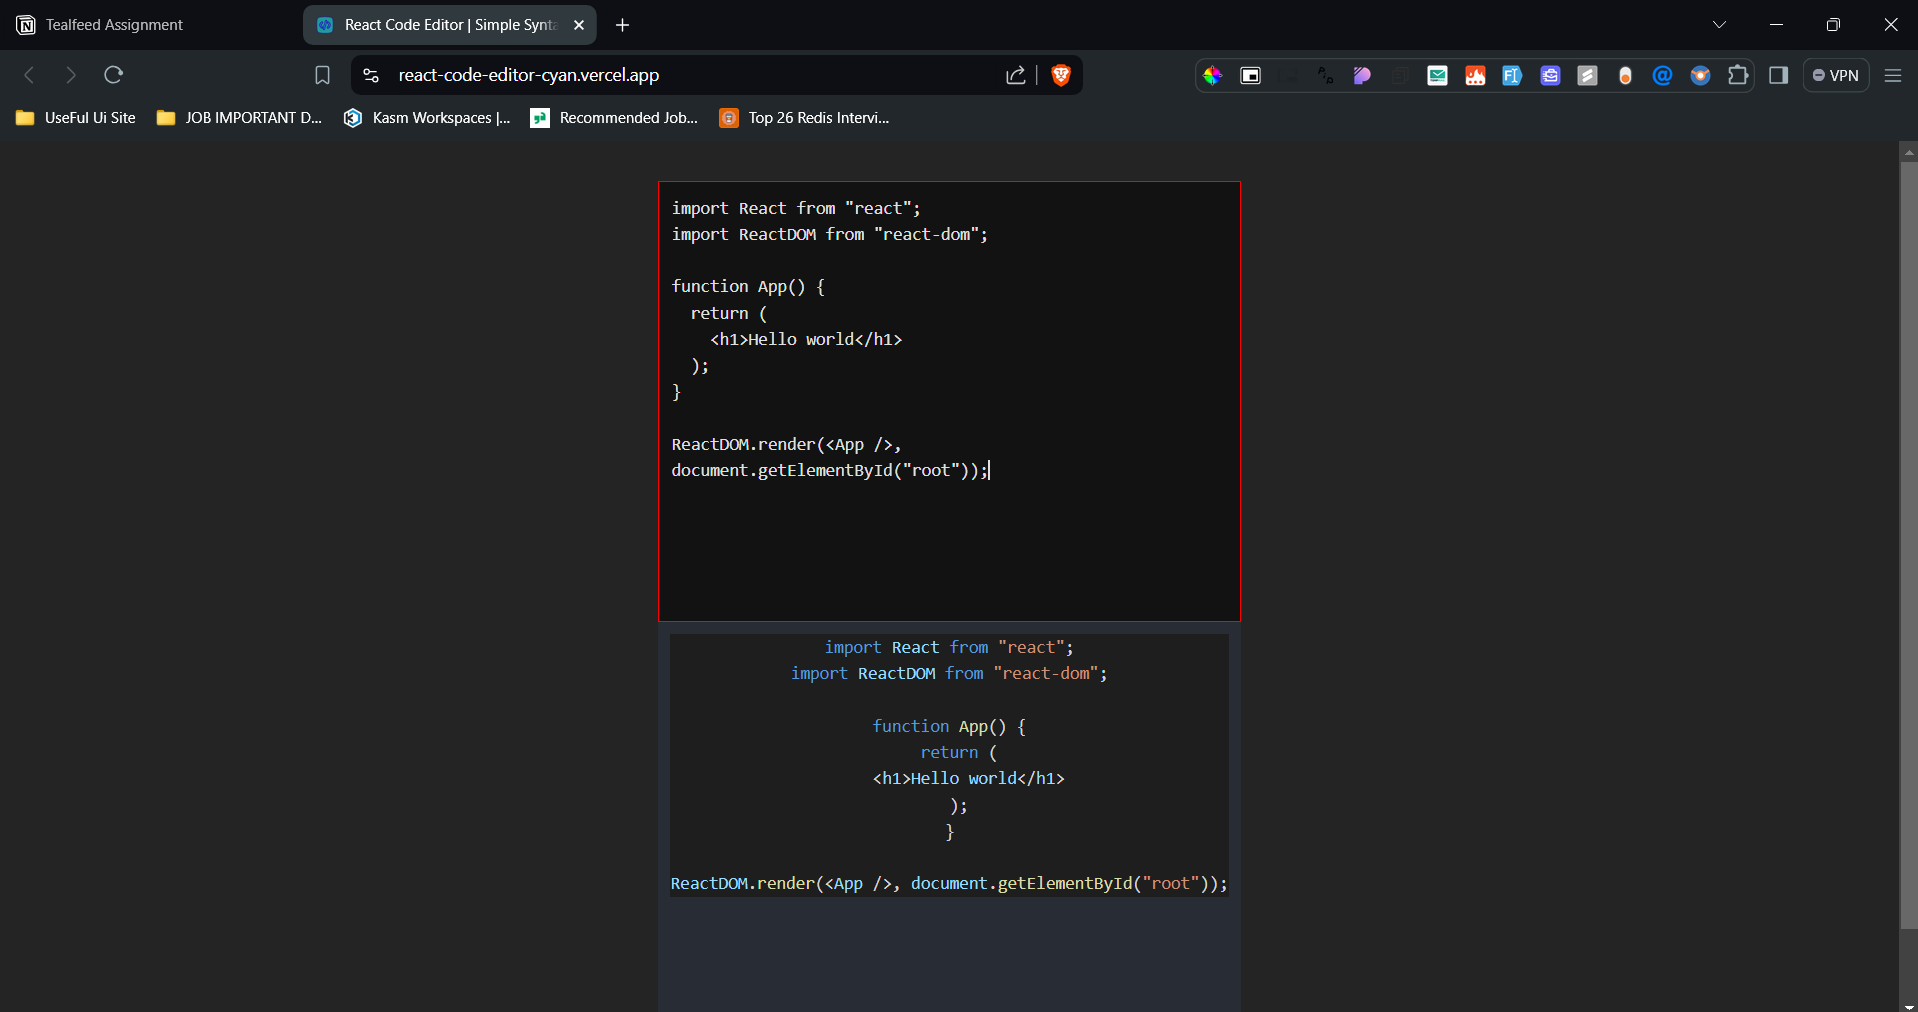 Tealfeed Assignment
React Code Editor | Simple Synta
react-code-editor-cyan.vercel.app
VPN
UseFul Ui Site
JOB IMPORTANT D...
Kasm Workspaces |...
Recommended Job...
Top 26 Redis Intervi...
import React from "react";
import ReactDOM from "react-dom";
function App() {
return (
<h1>Hello world</h1>
);
}
ReactDOM.render(<App />,
document.getElementById("root"));
import React from "react";
import ReactDOM from "react-dom";
function App() {
return (
<h1>Hello world</h1>
);
}
ReactDOM.render(<App />, document.getElementById("root"));